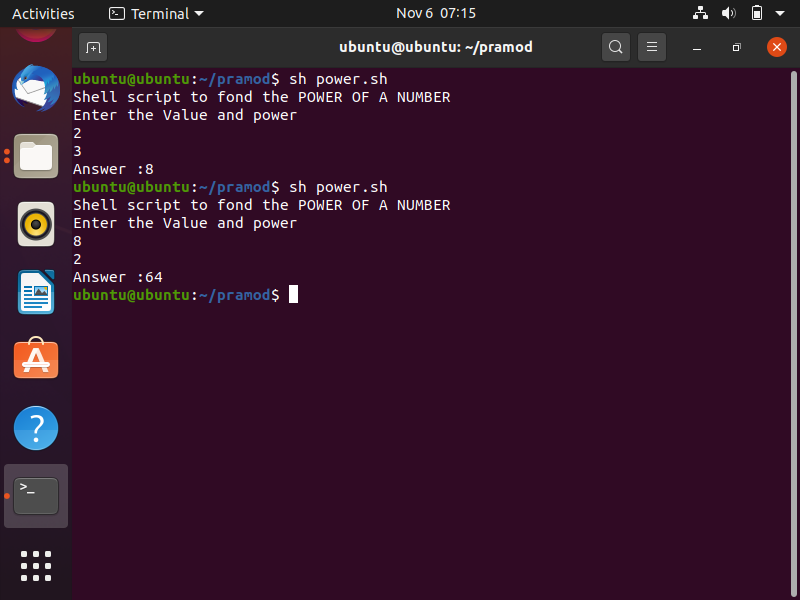 Activities
Terminal
Nov 6 07:15
ubuntu@ubuntu: ~/pramod
ubuntu@ubuntu:~/pramod$ sh power.sh
Shell script to fond the POWER OF A NUMBER
Enter the Value and power
2
3
Answer :8
ubuntu@ubuntu:~/pramod$ sh power.sh
Shell script to fond the POWER OF A NUMBER
Enter the Value and power
8
2
Answer :64
ubuntu@ubuntu:~/pramod$